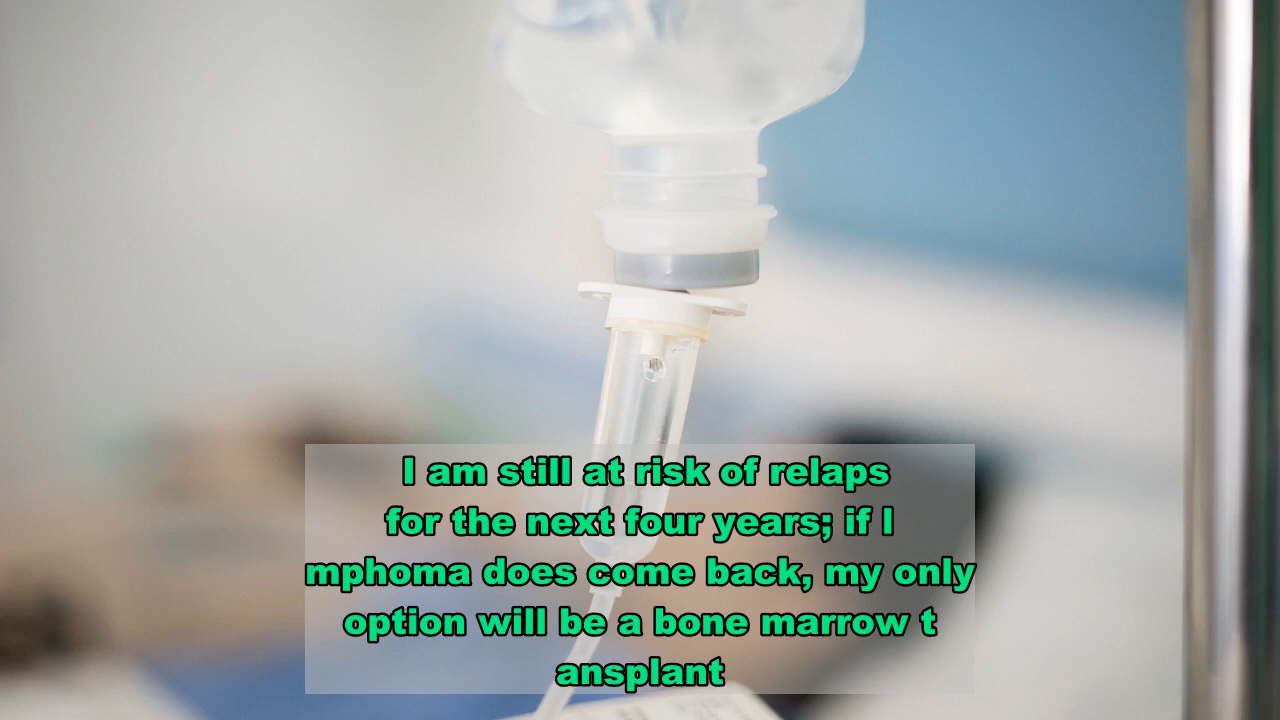 I am still at risk of relaps
for the next four years; if l
mphoma does come back, my only
option will be a bone marrow t
ansplant